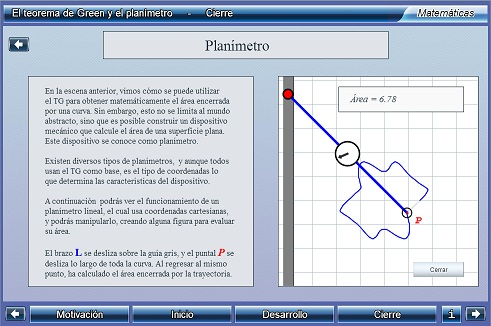 El teorema de Green y el planímetro - Cierre
Matemáticas
Planímetro
En la escena anterior, vimos cómo se puede utilizar
el TG para obtener matemáticamente el área encerrada
por una curva. Sin embargo, esto no se limita al mundo
abstracto, sino que es posible construir un dispositivo
mecánico que calcule el área de una superficie plana.
Este dispositivo se conoce como planímetro.
Existen diversos tipos de planímetros, y aunque todos
usan el TG como base, es el tipo de coordenadas lo
que determina las características del dispositivo.
A continuación podrás ver el funcionamiento de un
planímetro lineal, el cual usa coordenadas cartesianas,
y podrás manipularlo, creando alguna figura para evaluar
su área.
El brazo L se desliza sobre la guía gris, y el puntal P se
desliza lo largo de toda la curva. Al regresar al mismo
punto, ha calculado el área encerrada por la trayectoria.
Área = 6.78
P
Cerrar
Motivación
Inicio
Desarrollo
Cierre
i